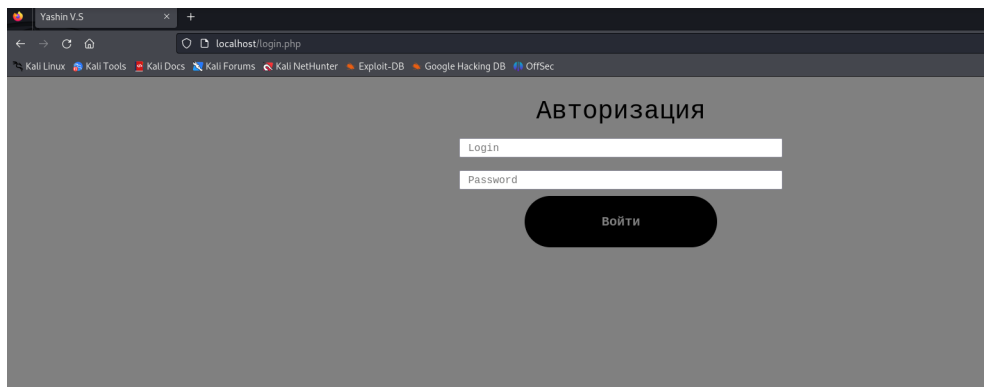 Yashin V.S × +
localhost/login.php
Kali Linux Kali Tools Kali Docs Kali Forums Kali NetHunter Exploit-DB Google Hacking DB OffSec
Авторизация
Login
Password
Войти